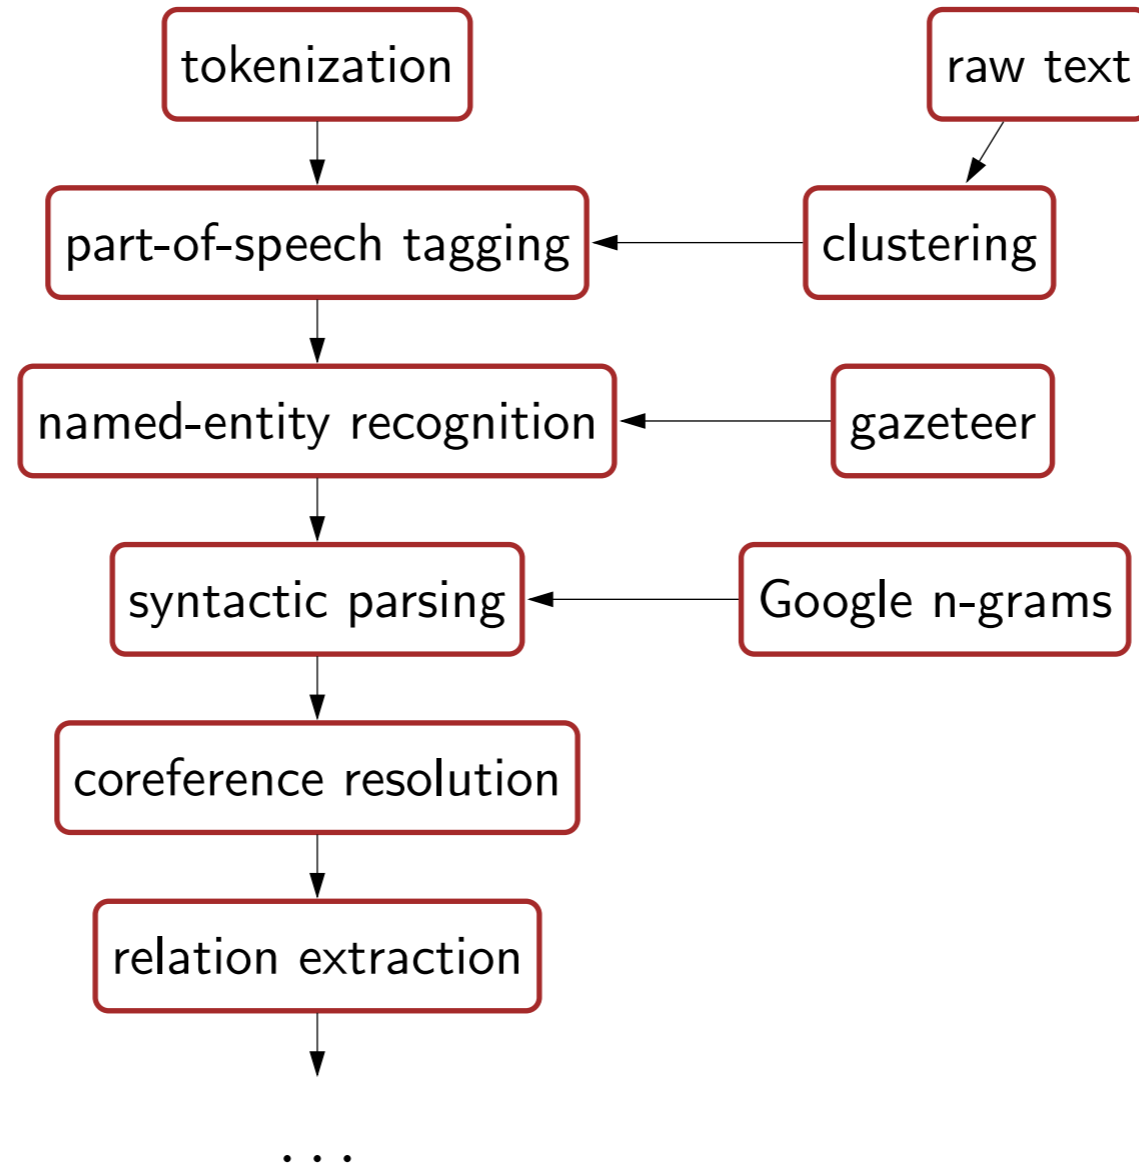 tokenization
raw text
part-of-speech tagging
clustering
named-entity recognition
gazeteer
syntactic parsing
Google n-grams
coreference resolution
relation extraction
...